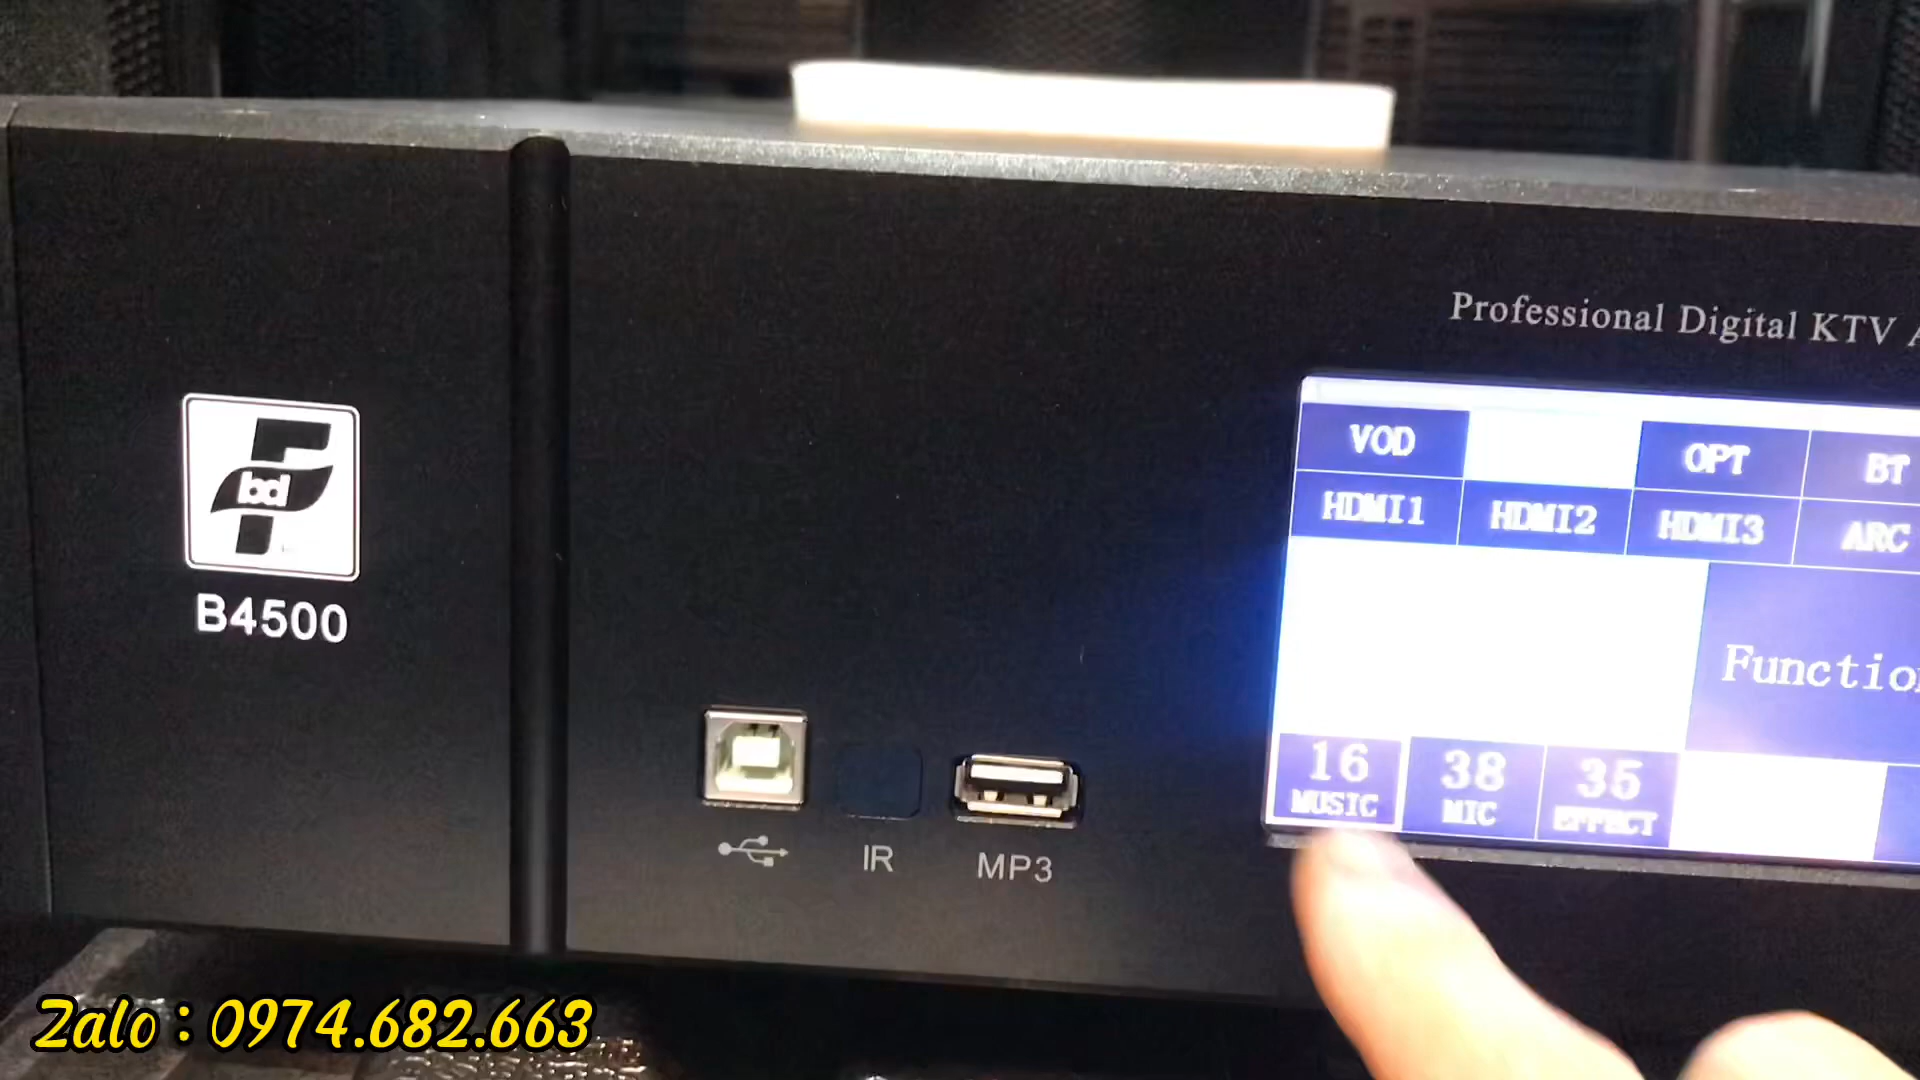 Professional Digital KTV
VOD
OPT
BT
HDMI1
HDMI2
HDMI3
ARC
bd
B4500
16
MUSIC
38
MIC
35
EFFECT
IR
MP3
Zalo : 0974.682.663